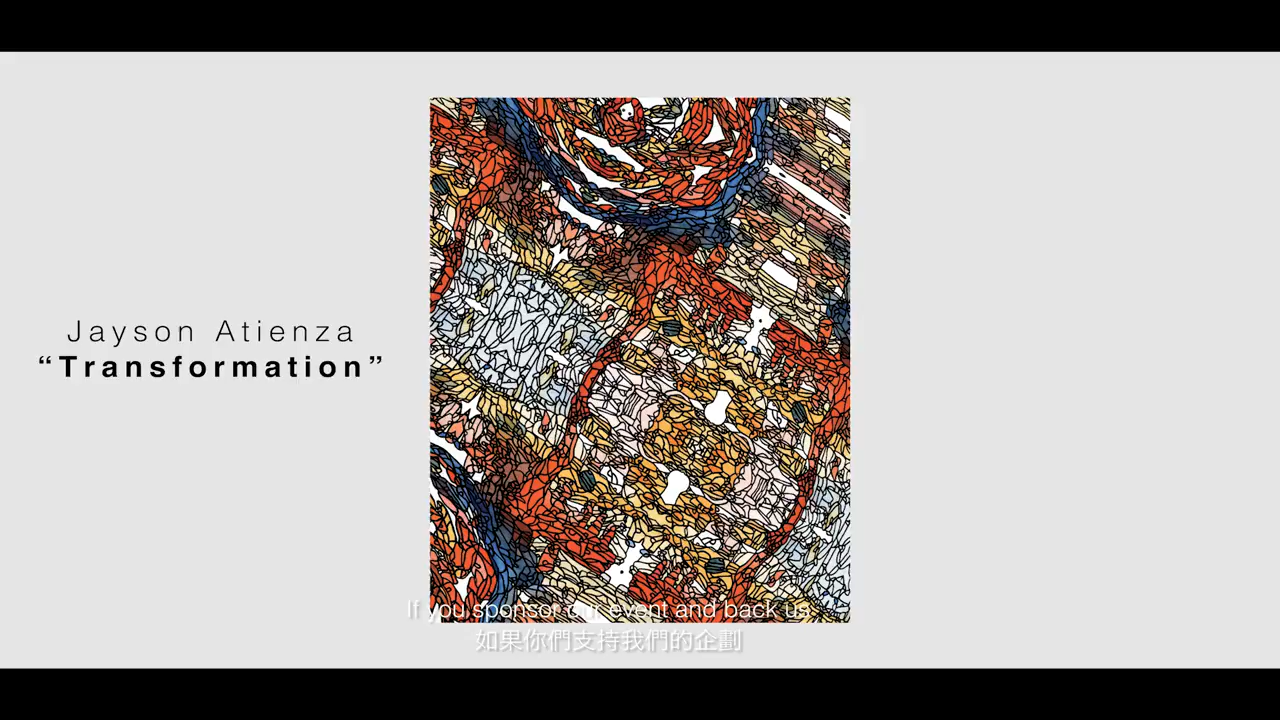 Jayson Atienza
“Transformation”
If you sponsor our event and back us
如果你們支持我們的企劃